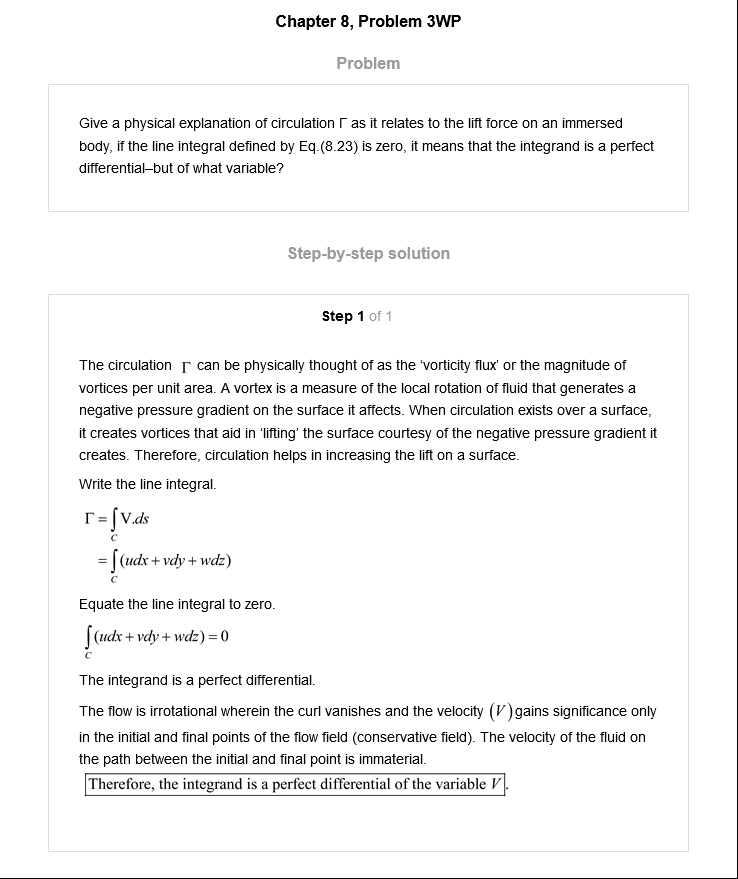 Chapter 8, Problem 3WP
Problem
Give a physical explanation of circulation Γ as it relates to the lift force on an immersed
body, if the line integral defined by Eq.(8.23) is zero, it means that the integrand is a perfect
differential–but of what variable?
Step-by-step solution
Step 1 of 1
The circulation Γ can be physically thought of as the ‘vorticity flux’ or the magnitude of
vortices per unit area. A vortex is a measure of the local rotation of fluid that generates a
negative pressure gradient on the surface it affects. When circulation exists over a surface,
it creates vortices that aid in ‘lifting’ the surface courtesy of the negative pressure gradient it
creates. Therefore, circulation helps in increasing the lift on a surface.
Write the line integral.
Γ = ∫_C V.ds
= ∫_C (udx + vdy + wdz)
Equate the line integral to zero.
∫_C (udx + vdy + wdz) = 0
The integrand is a perfect differential.
The flow is irrotational wherein the curl vanishes and the velocity (V) gains significance only
in the initial and final points of the flow field (conservative field). The velocity of the fluid on
the path between the initial and final point is immaterial.
Therefore, the integrand is a perfect differential of the variable V.